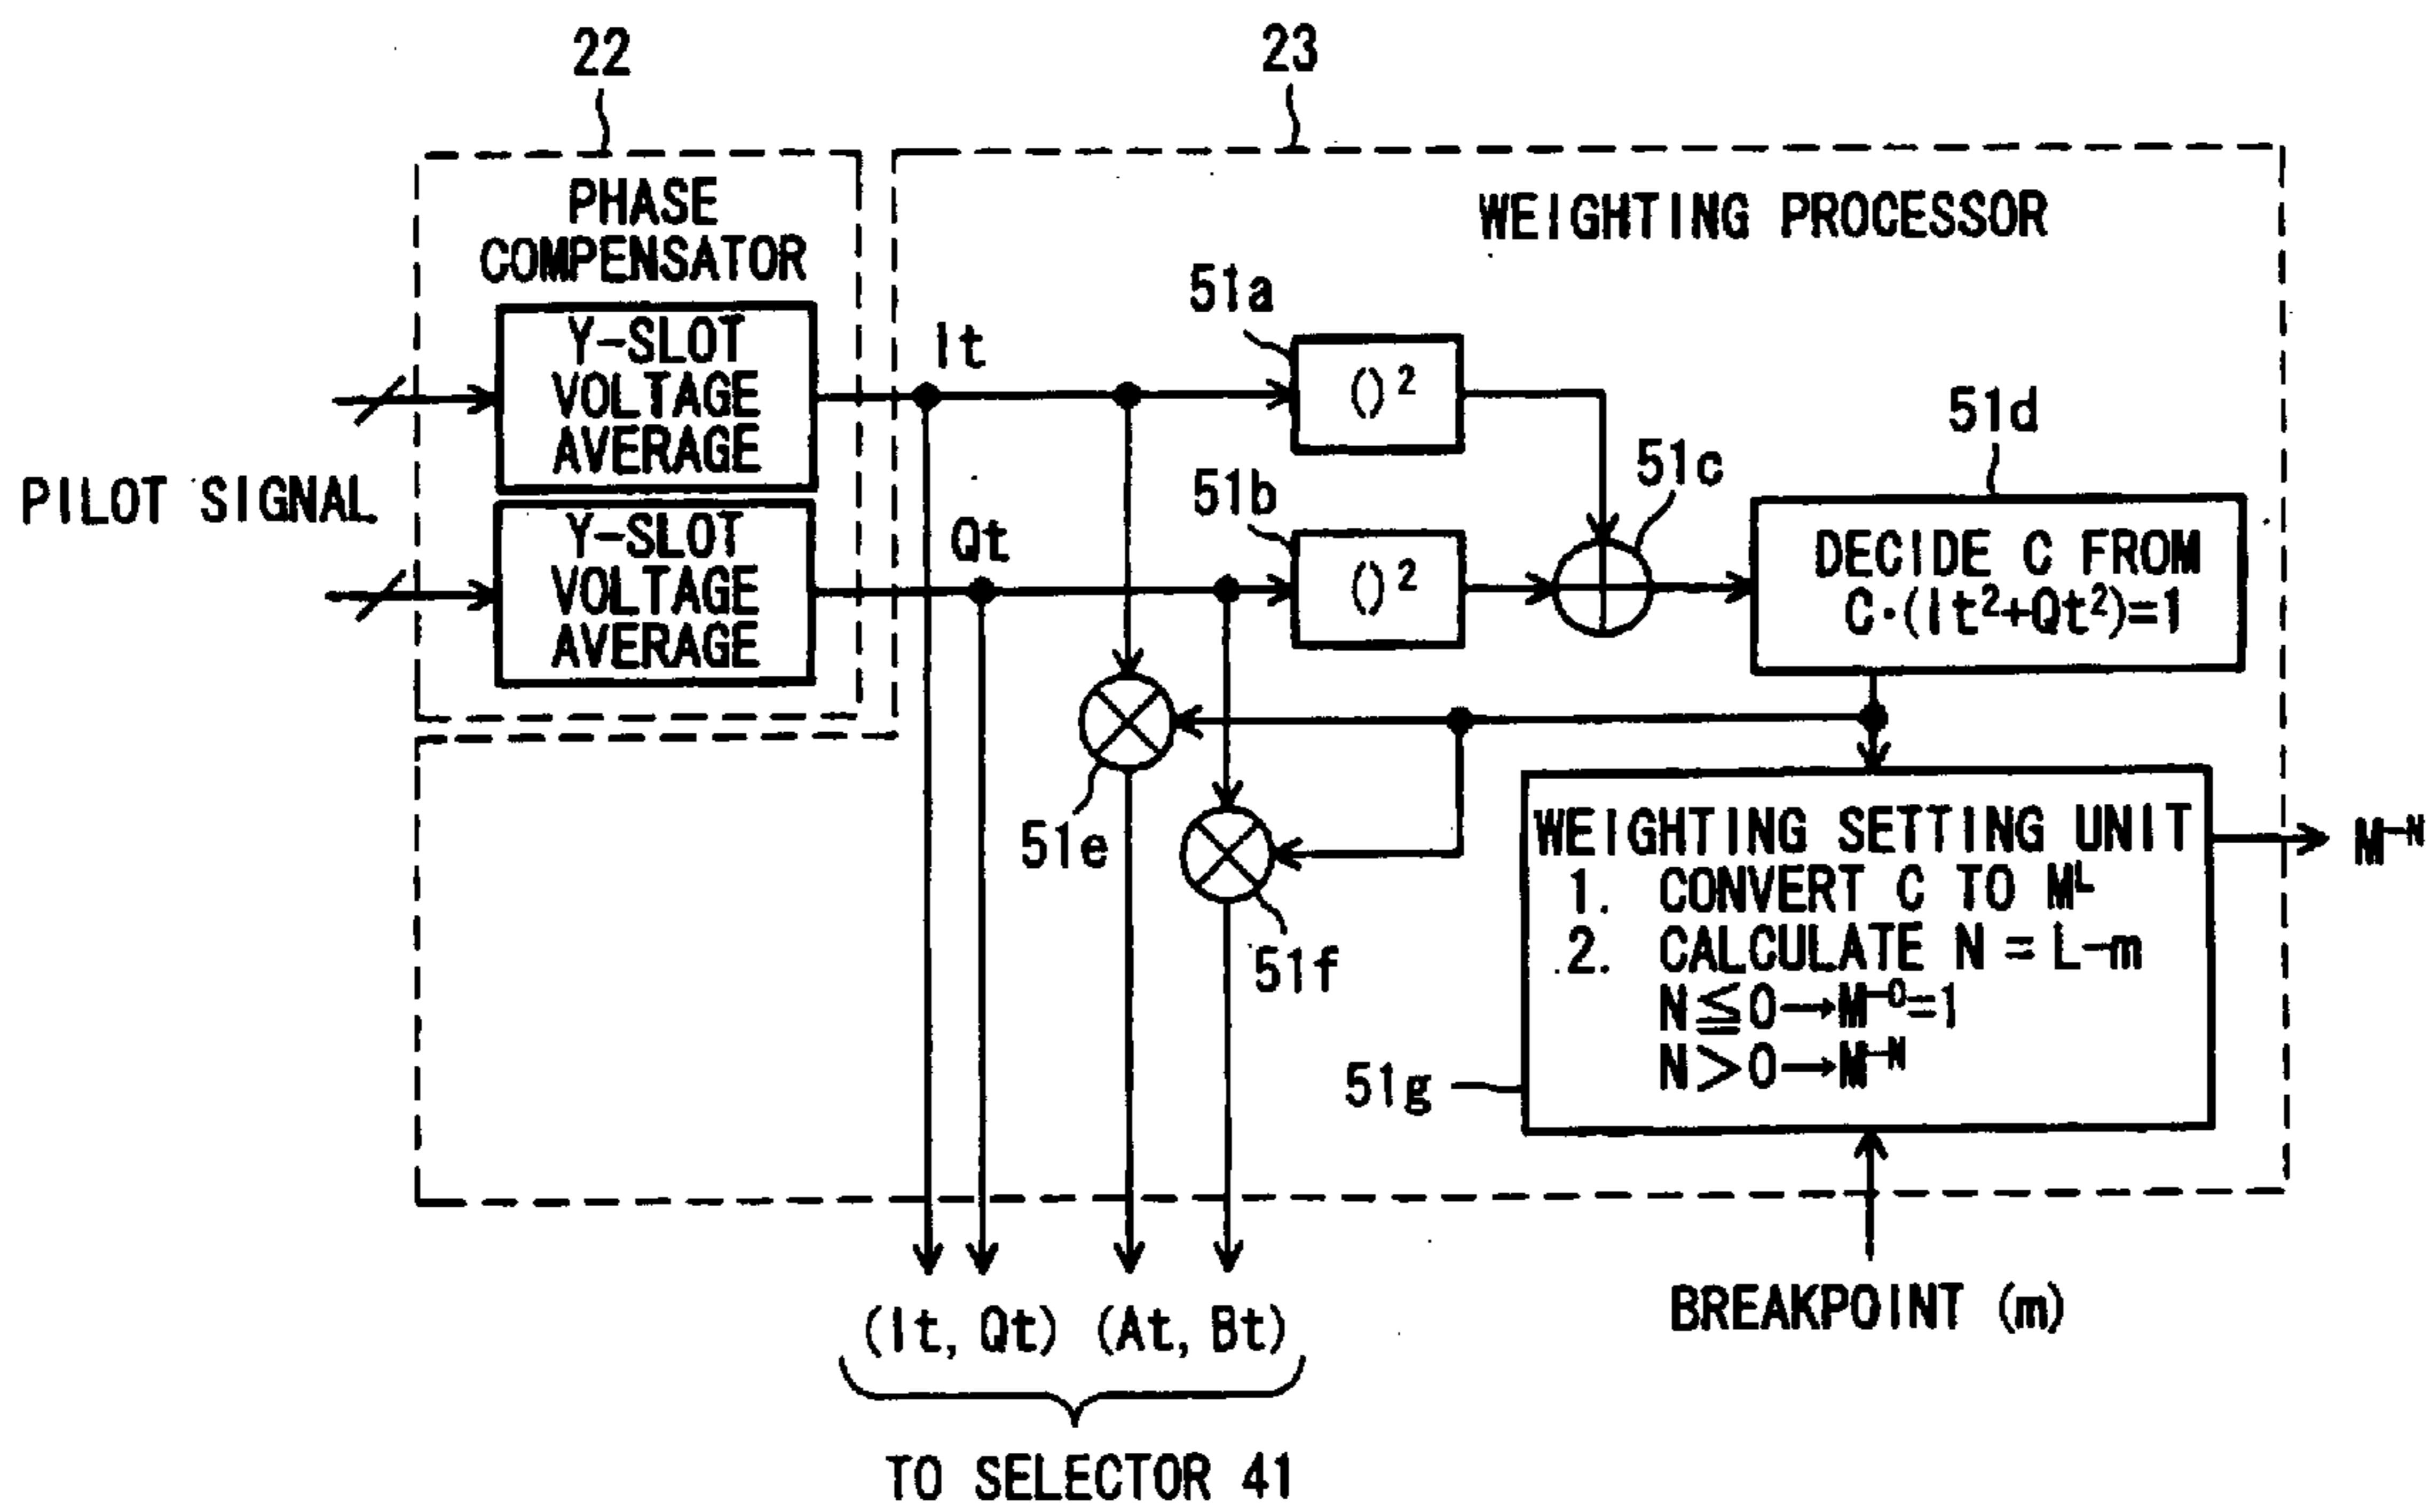 22
23
PHASE
COMPENSATOR
WEIGHTING PROCESSOR
Y-SLOT
VOLTAGE
AVERAGE
It
51a
()²
51d
PILOT SIGNAL
Y-SLOT
VOLTAGE
AVERAGE
Qt
51b
()²
51c
DECIDE C FROM
C·(It²+Qt²)=1
51e
51f
WEIGHTING SETTING UNIT
1. CONVERT C TO Mᴸ
2. CALCULATE N = L-m
N≦0→M⁻⁰=1
N>0→M⁻ᴺ
51g
M⁻ᴺ
BREAKPOINT (m)
(It, Qt) (At, Bt)
TO SELECTOR 41